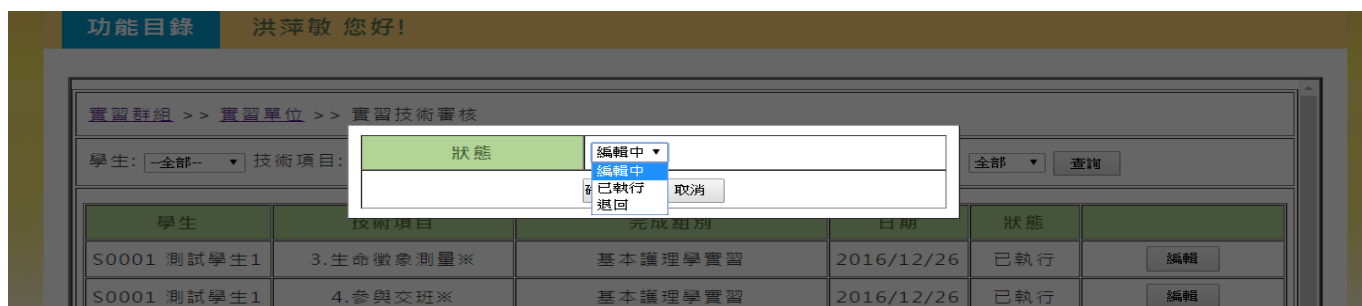 功能目錄 洪萍敏 您好!
實習群組 >> 實習單位 >> 實習技術審核
學生: --全部-- 技術項目: 全部 查詢
狀態 編輯中
編輯中
已執行
退回
取消
學生 技術項目 完成組別 日期 狀態
S0001 測試學生1 3.生命徵象測量※ 基本護理學實習 2016/12/26 已執行 編輯
S0001 測試學生1 4.參與交班※ 基本護理學實習 2016/12/26 已執行 編輯